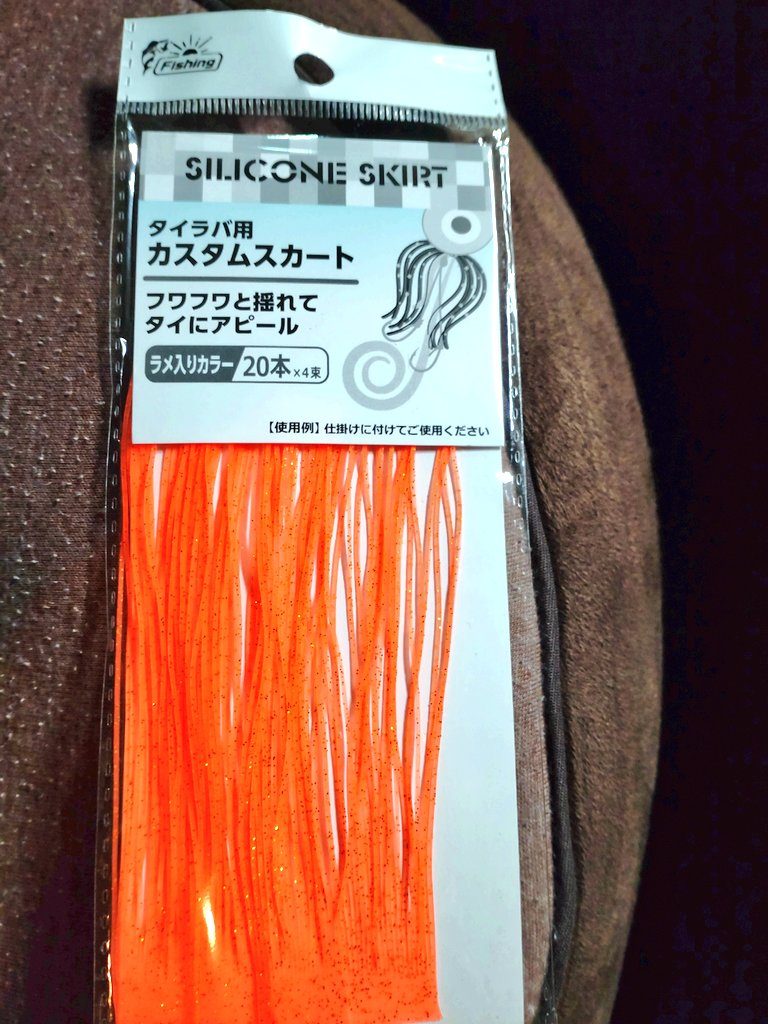 Fishing
SILICONE SKIRT
タイラバ用
カスタムスカート
フワフワと揺れて
タイにアピール
ラメ入りカラー 20本×4束
【使用例】仕掛けに付けてご使用ください